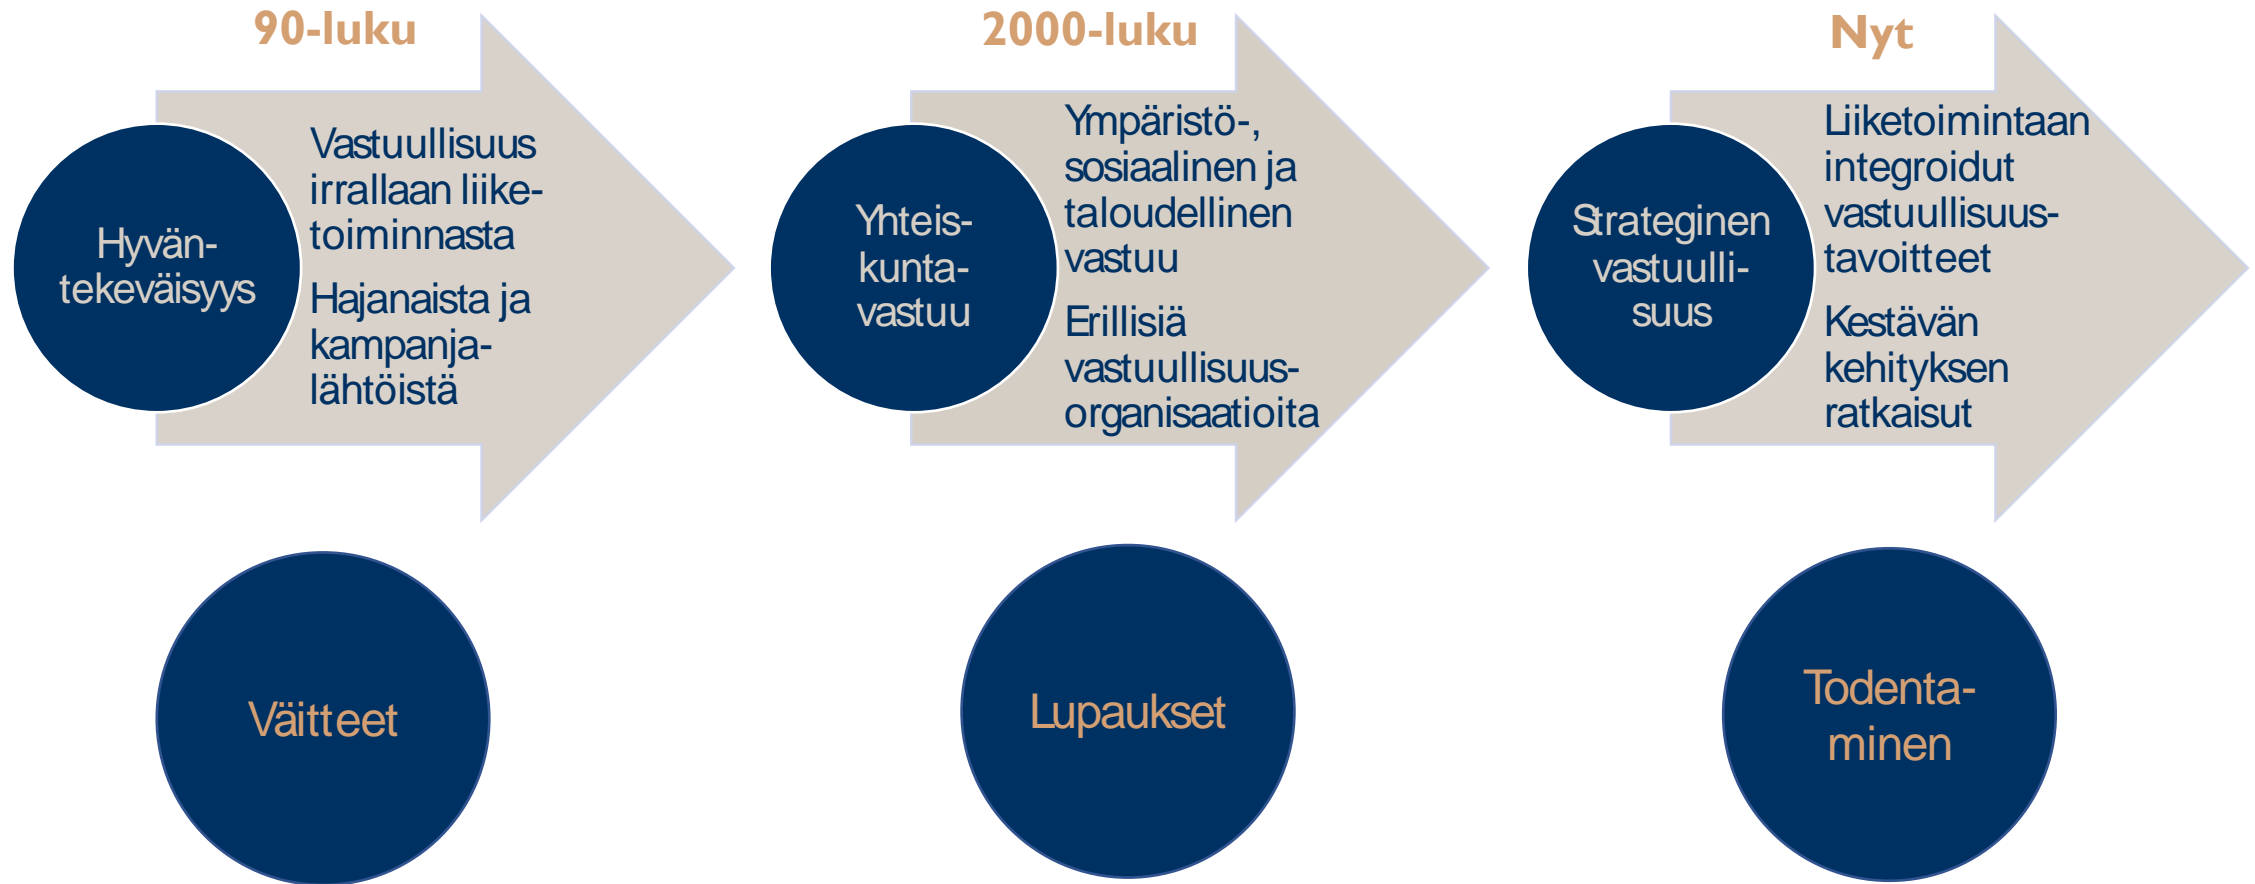 90-luku
Hyvän-
tekeväisyys
Vastuullisuus
irrallaan liike-
toiminnasta
Hajanaista ja
kampanja-
lähtöistä
2000-luku
Yhteis-
kunta-
vastuu
Ympäristö-,
sosiaalinen ja
taloudellinen
vastuu
Erillisiä
vastuullisuus-
organisaatioita
Nyt
Strateginen
vastuulli-
suus
Liiketoimintaan
integroidut
vastuullisuus-
tavoitteet
Kestävän
kehityksen
ratkaisut
Väitteet
Lupaukset
Todenta-
minen